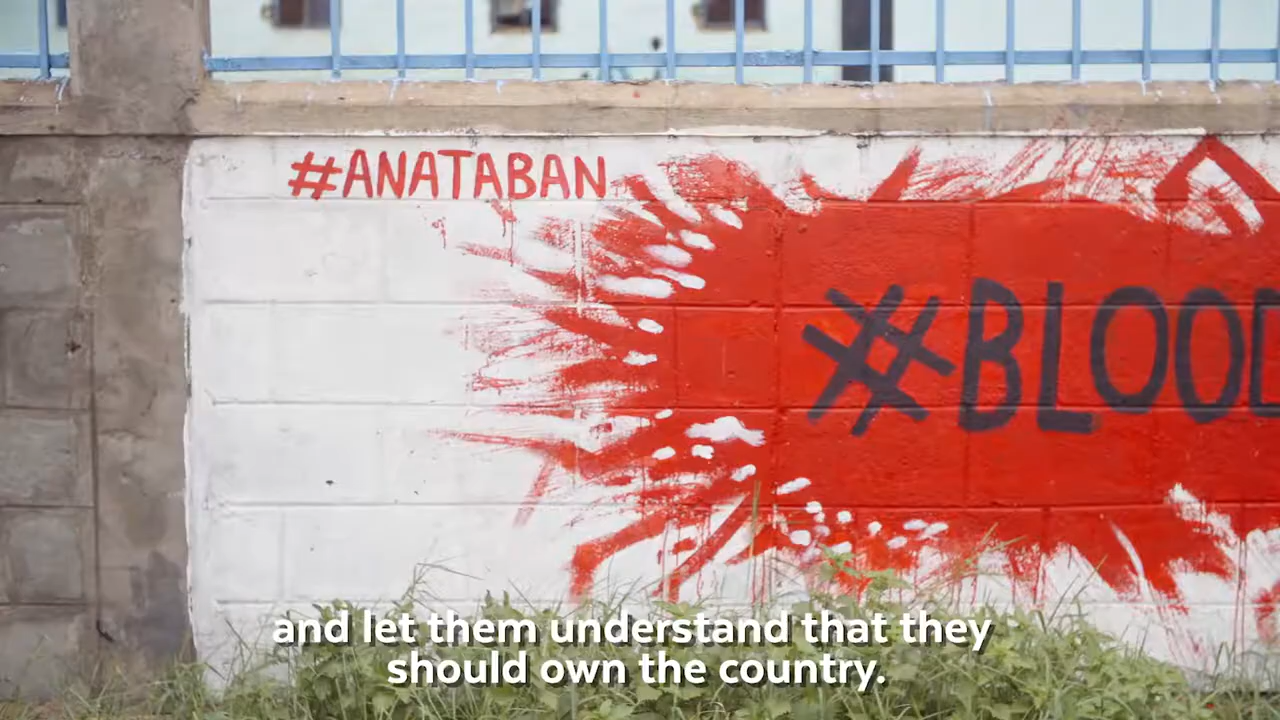 #ANATABAN
#BLOOD
and let them understand that they
should own the country.